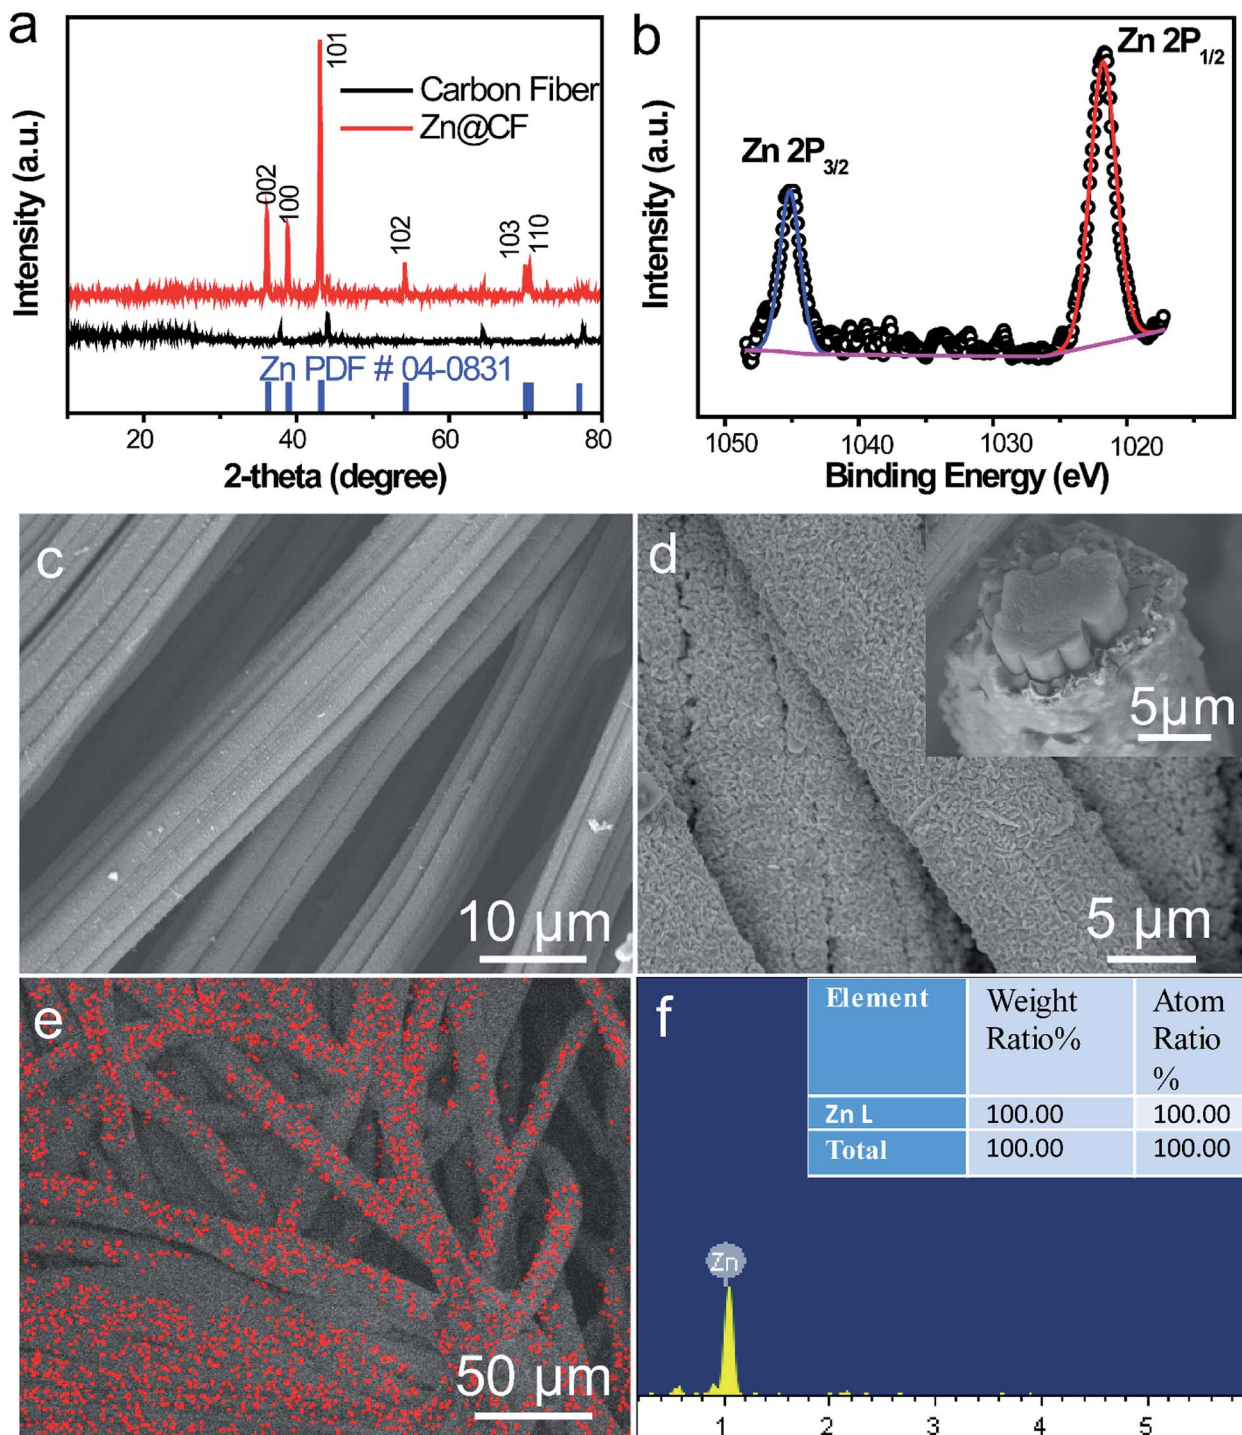 a
Intensity (a.u.)
002
100
101
102
103
110
Carbon Fiber
Zn@CF
Zn PDF # 04-0831
20 40 60 80
2-theta (degree)
b
Intensity (a.u.)
Zn 2P3/2
Zn 2P1/2
1050 1040 1030 1020
Binding Energy (eV)
c
10 µm
d
5µm
5 µm
e
50 µm
f
Element Weight Ratio% Atom Ratio %
Zn L 100.00 100.00
Total 100.00 100.00
Zn
1 2 3 4 5